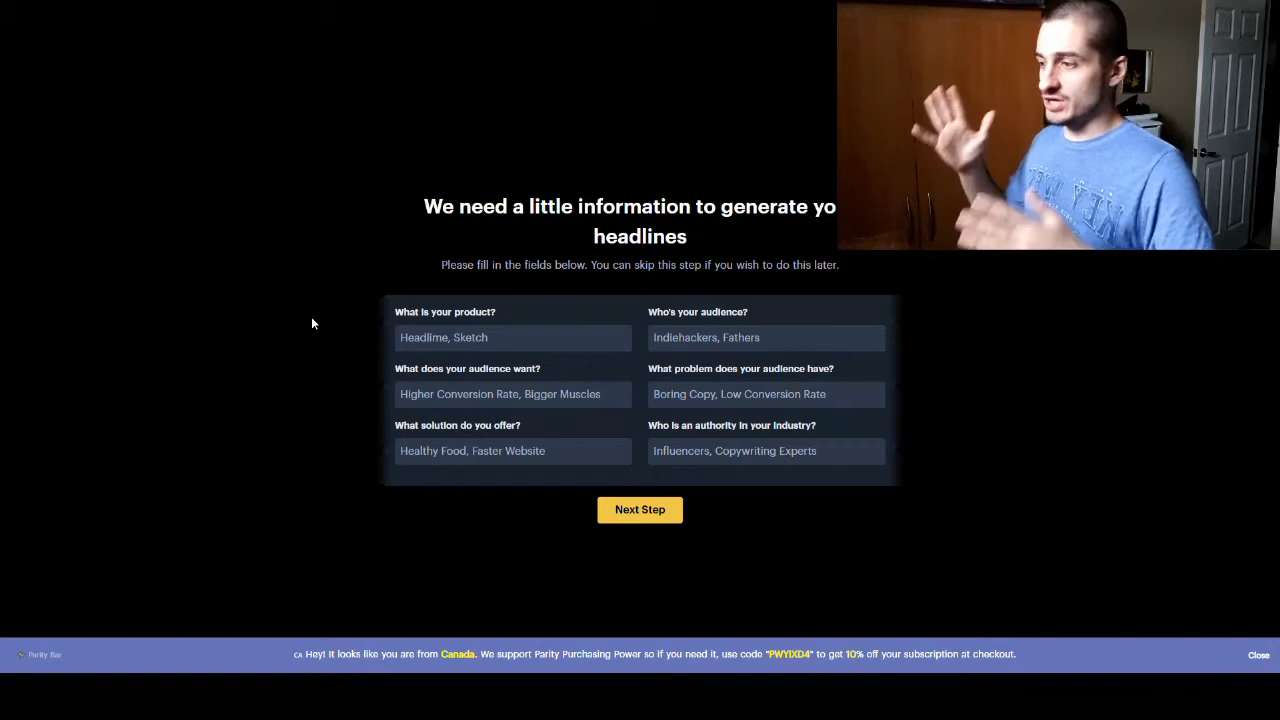 We need a little information to generate yo
headlines
Please fill in the fields below. You can skip this step if you wish to do this later.
What is your product?
Who's your audience?
Headlime, Sketch
Indiehackers, Fathers
What does your audience want?
What problem does your audience have?
Higher Conversion Rate, Bigger Muscles
Boring Copy, Low Conversion Rate
What solution do you offer?
Who is an authority in your industry?
Healthy Food, Faster Website
Influencers, Copywriting Experts
Next Step
Parity Bar
CA Hey! It looks like you are from Canada. We support Parity Purchasing Power so if you need it, use code "PWYIXD4" to get 10% off your subscription at checkout.
Close